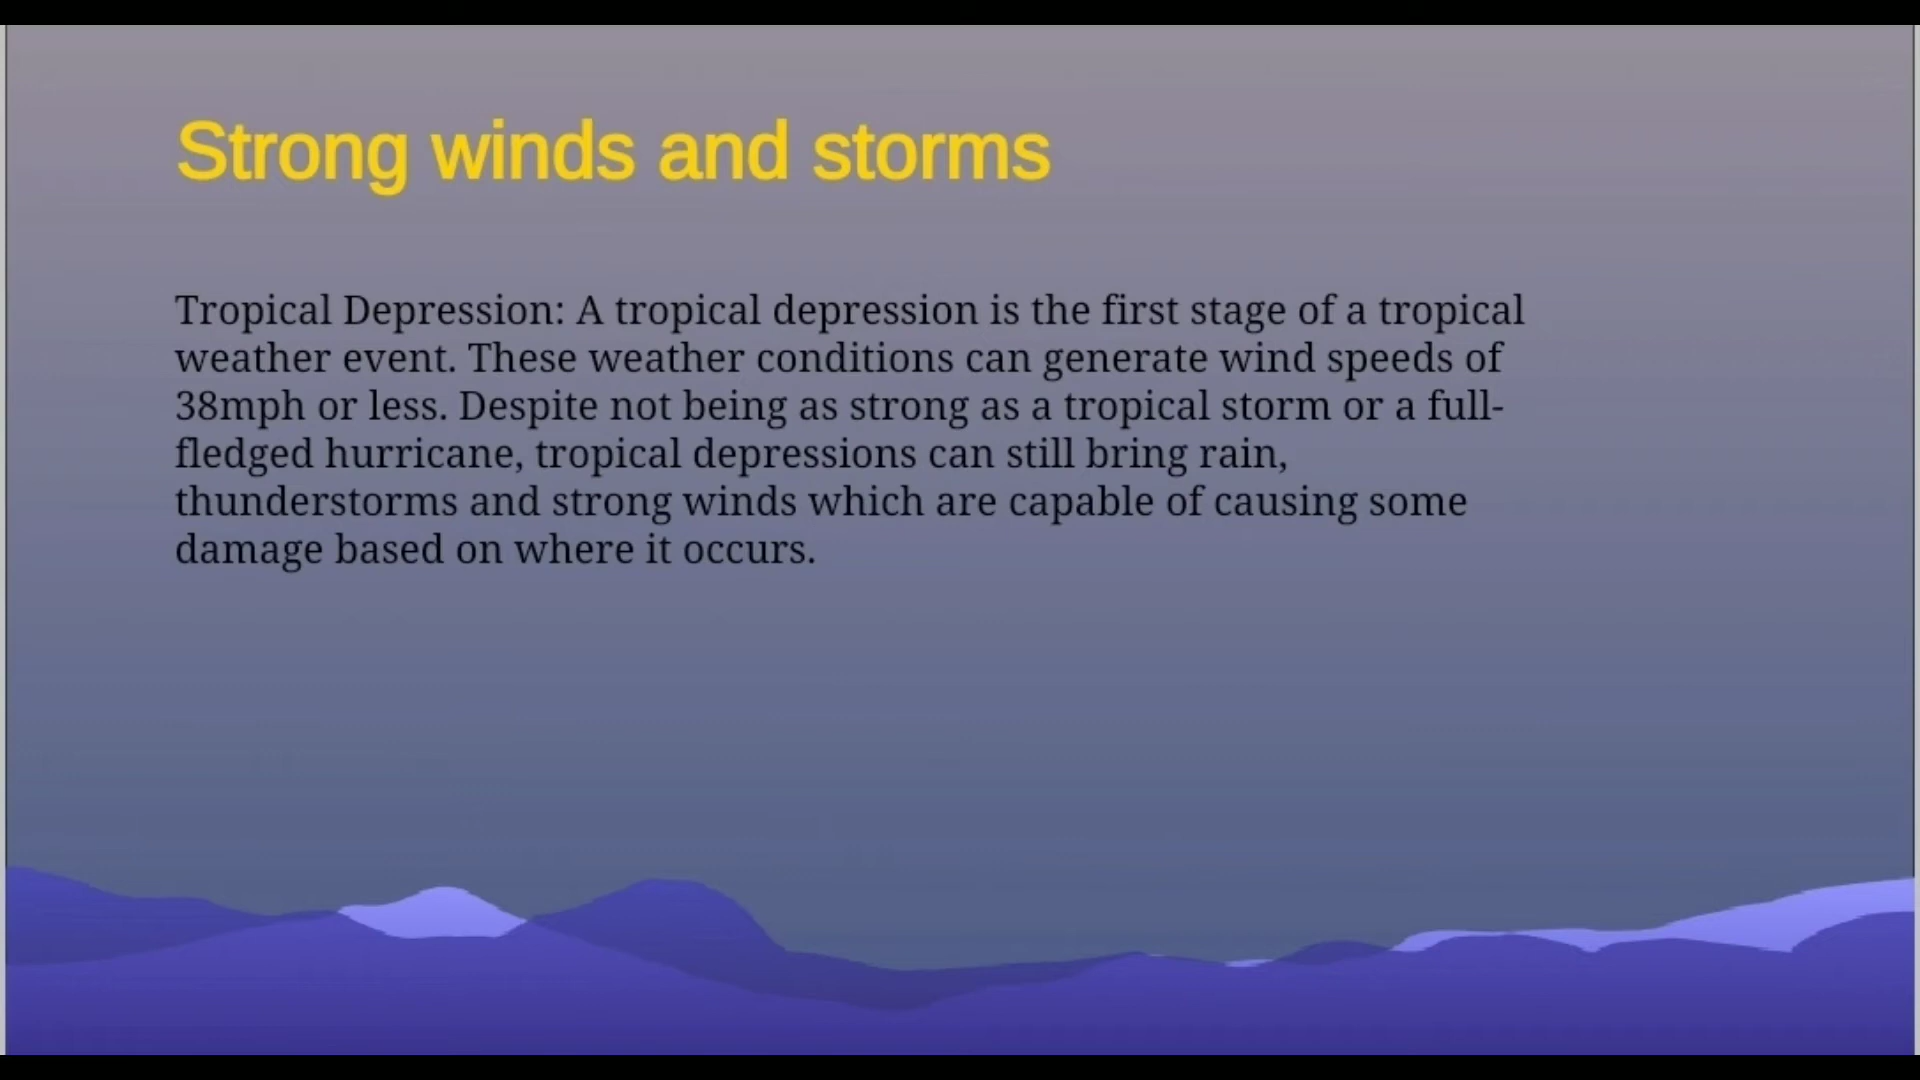 Strong winds and storms
Tropical Depression: A tropical depression is the first stage of a tropical
weather event. These weather conditions can generate wind speeds of
38mph or less. Despite not being as strong as a tropical storm or a full-
fledged hurricane, tropical depressions can still bring rain,
thunderstorms and strong winds which are capable of causing some
damage based on where it occurs.